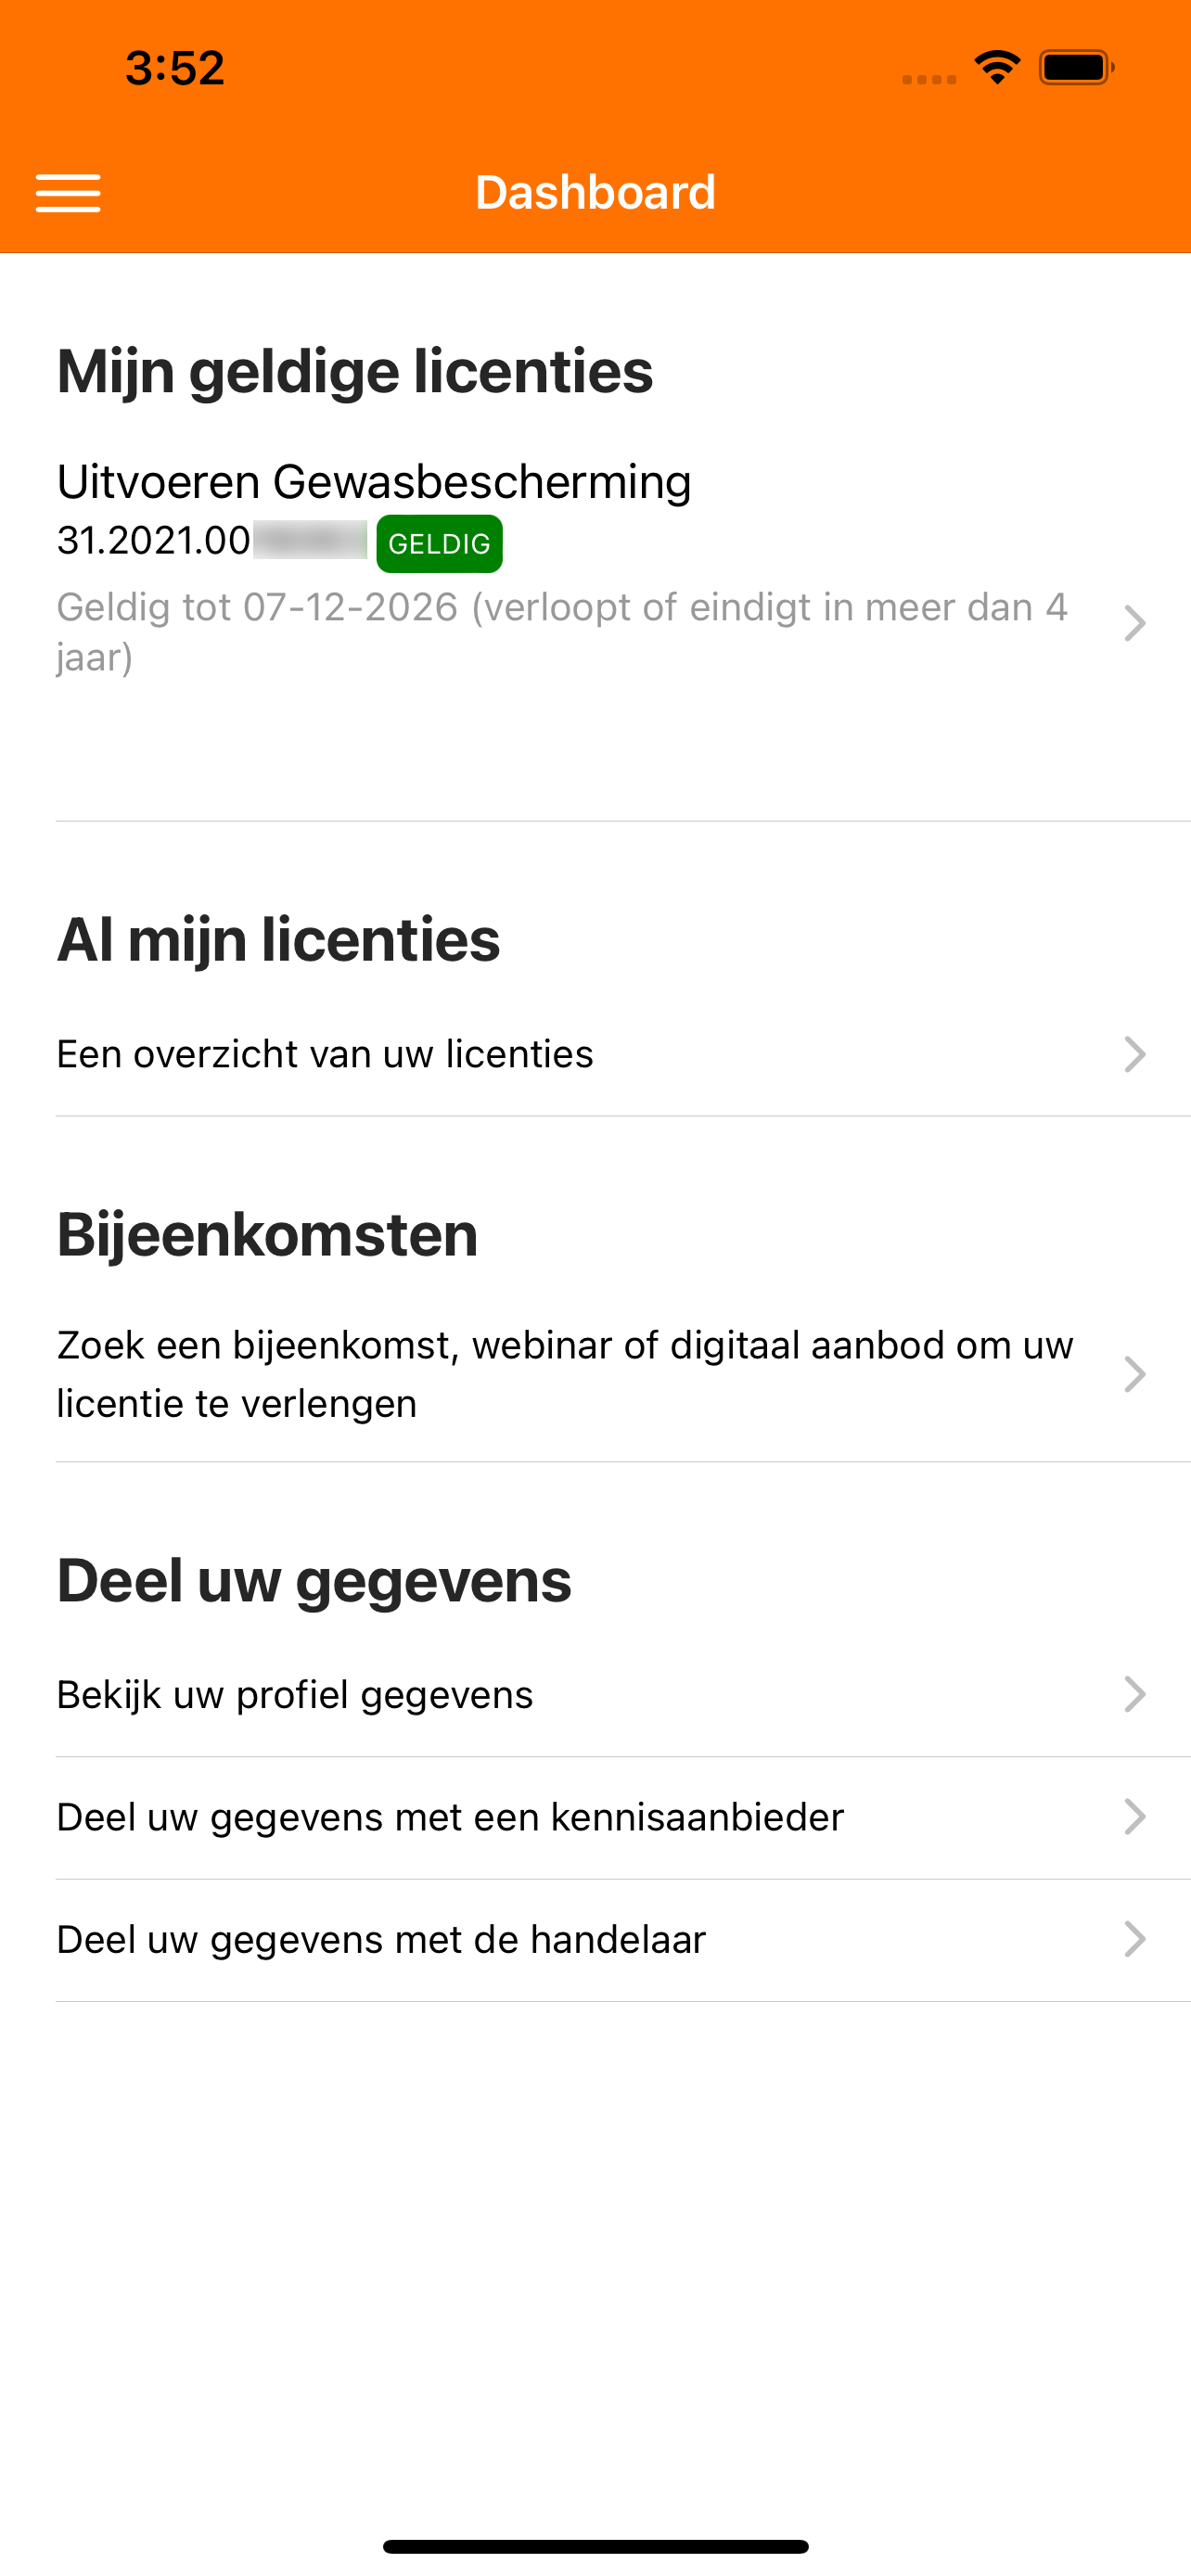 3:52
Dashboard
Mijn geldige licenties
Uitvoeren Gewasbescherming
31.2021.00 GELDIG
Geldig tot 07-12-2026 (verloopt of eindigt in meer dan 4
jaar)
Al mijn licenties
Een overzicht van uw licenties
Bijeenkomsten
Zoek een bijeenkomst, webinar of digitaal aanbod om uw
licentie te verlengen
Deel uw gegevens
Bekijk uw profiel gegevens
Deel uw gegevens met een kennisaanbieder
Deel uw gegevens met de handelaar